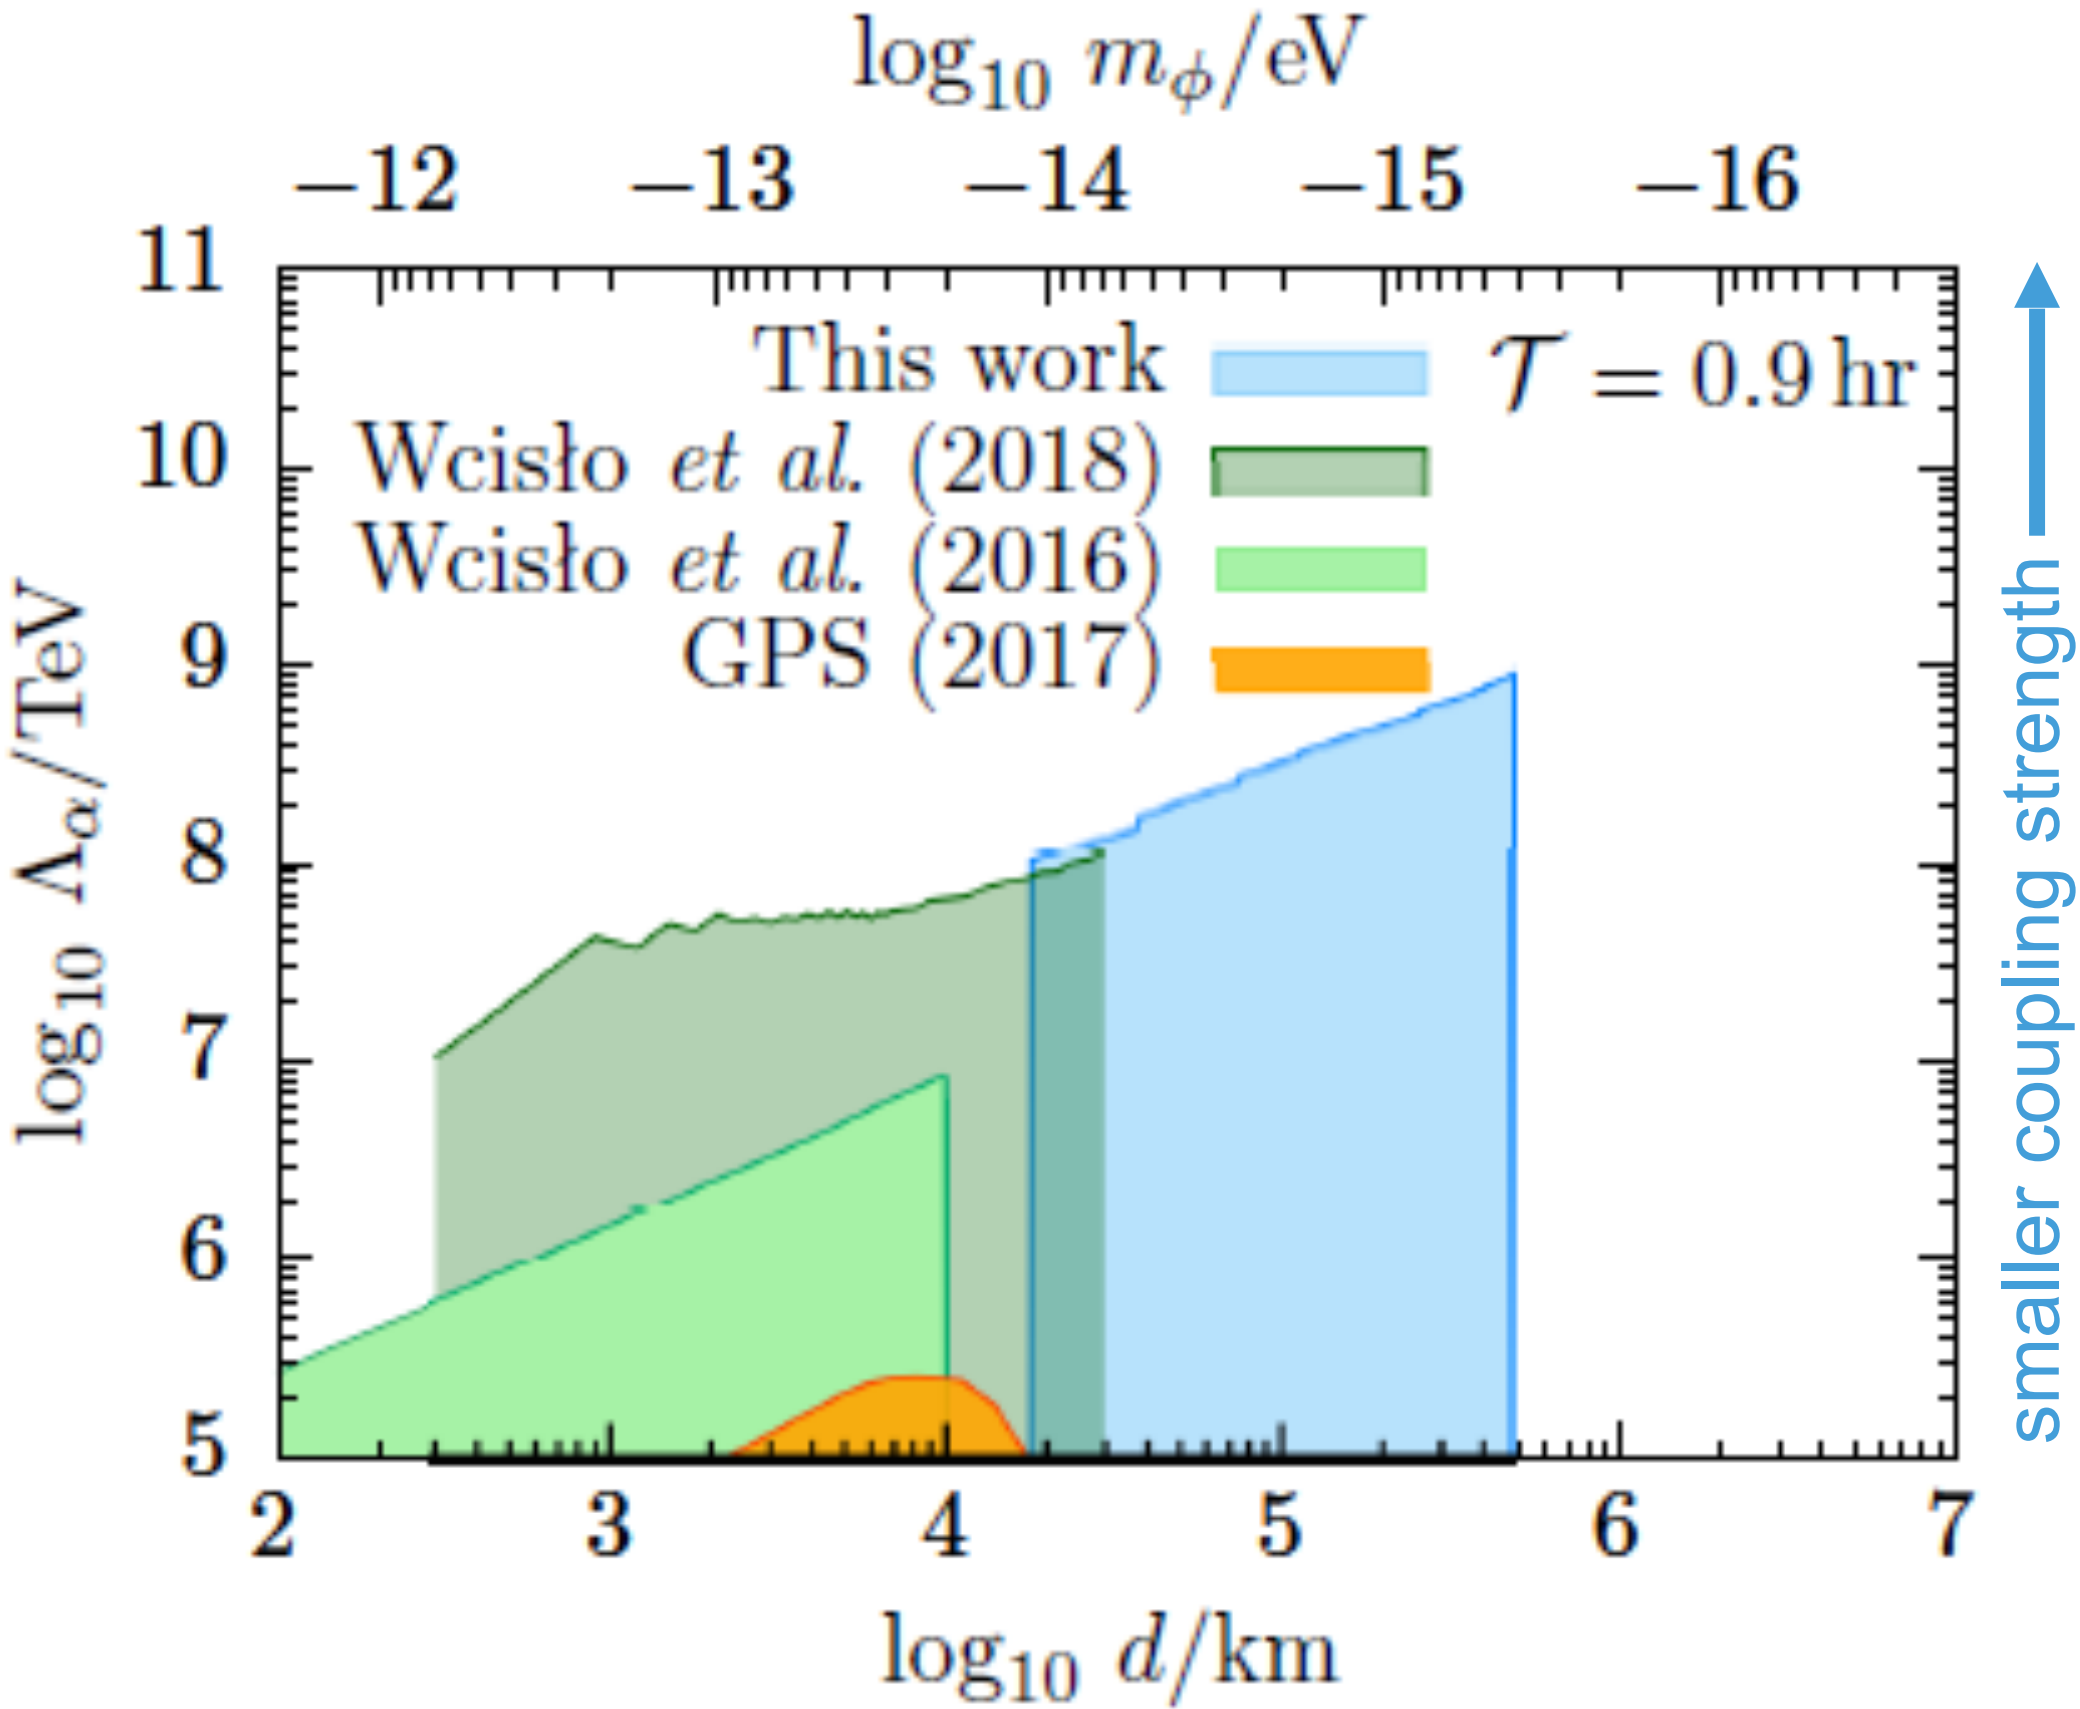 log₁₀ m_ϕ/eV
−12 −13 −14 −15 −16
11
10
9
8
7
6
5
log₁₀ Λ_α/TeV
This work
𝒯 = 0.9 hr
Wcisło et al. (2018)
Wcisło et al. (2016)
GPS (2017)
2 3 4 5 6 7
log₁₀ d/km
smaller coupling strength